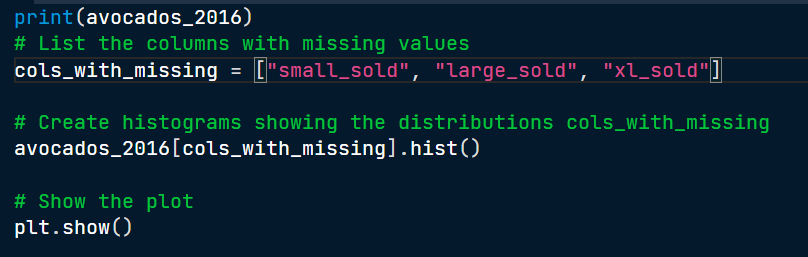 print(avocados_2016)
# List the columns with missing values
cols_with_missing = ["small_sold", "large_sold", "xl_sold"]
# Create histograms showing the distributions cols_with_missing
avocados_2016[cols_with_missing].hist()
# Show the plot
plt.show()